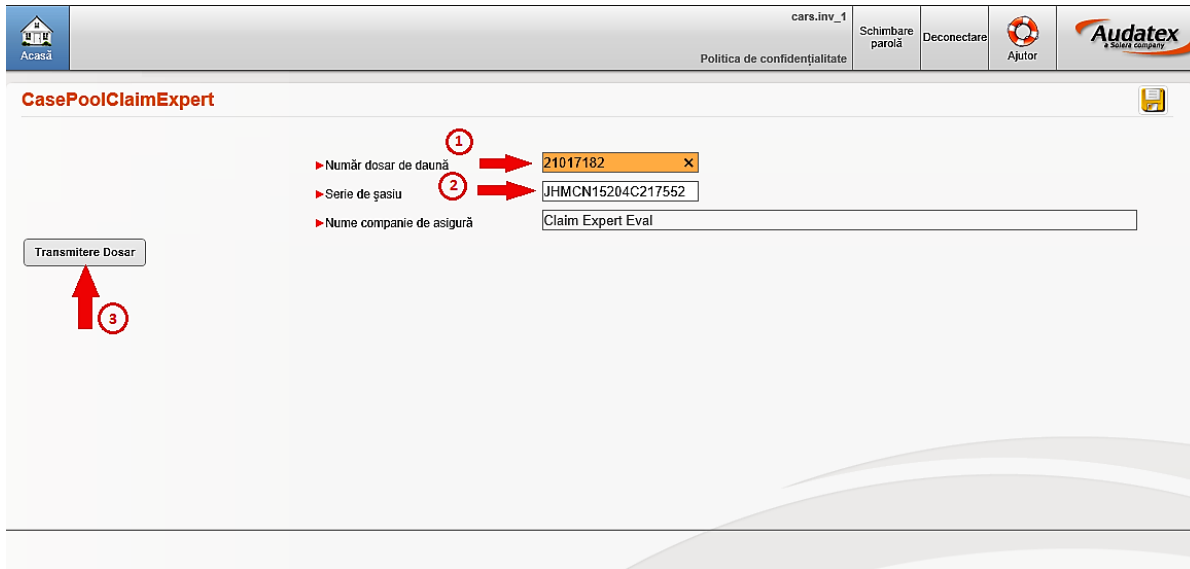 cars.inv_1
Acasă
Politica de confidențialitate
Schimbare
parolă
Deconectare
Ajutor
Audatex
a Solera company
CasePoolClaimExpert
1
►Număr dosar de daună
21017182 ×
2
►Serie de şasiu
JHMCN15204C217552
►Nume companie de asigură
Claim Expert Eval
Transmitere Dosar
3